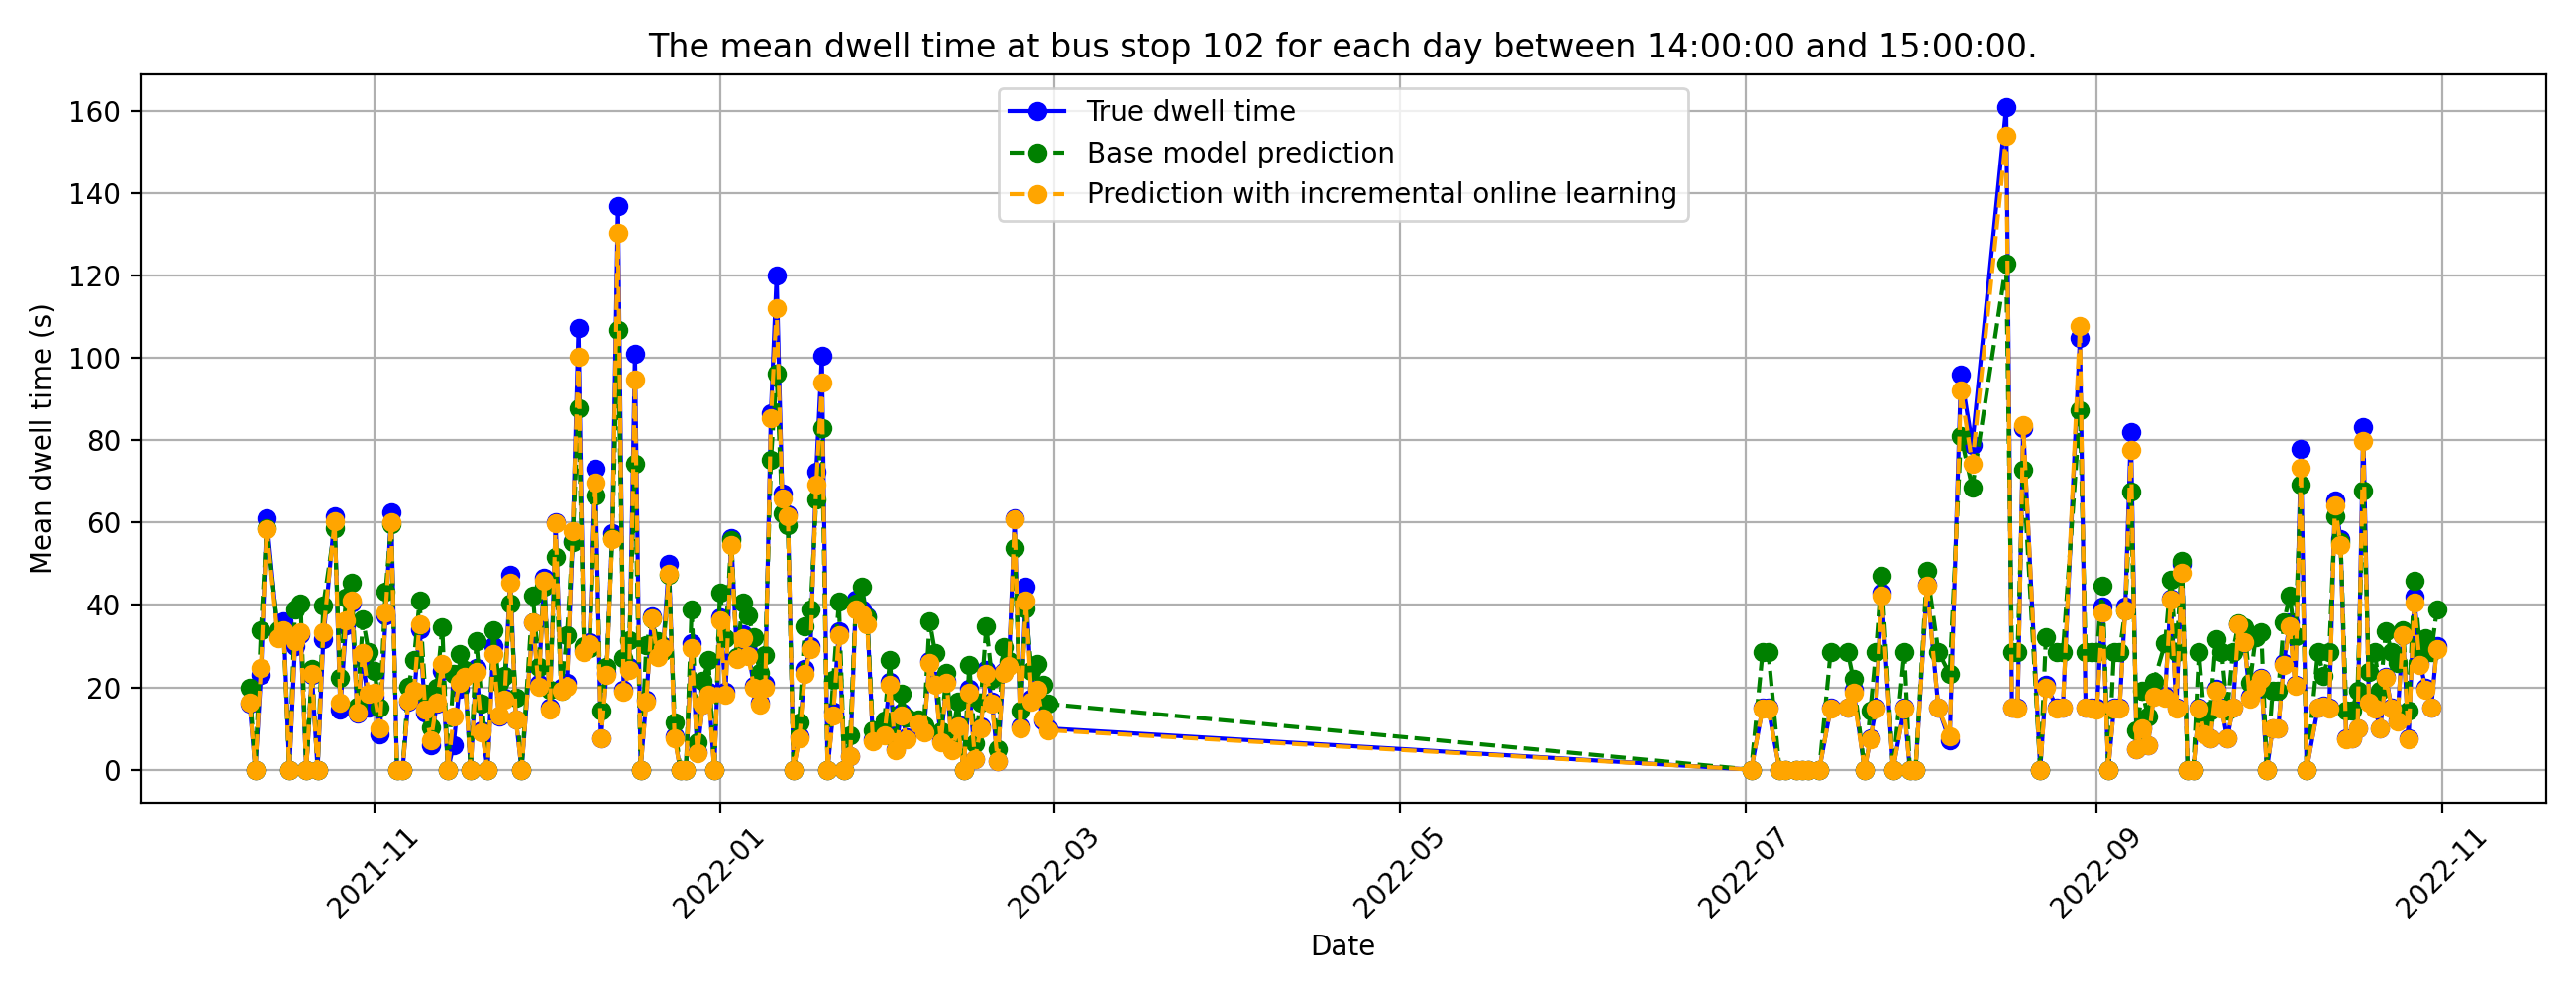 The mean dwell time at bus stop 102 for each day between 14:00:00 and 15:00:00.
True dwell time
Base model prediction
Prediction with incremental online learning
Mean dwell time (s)
160
140
120
100
80
60
40
20
0
2021-11
2022-01
2022-03
2022-05
2022-07
2022-09
2022-11
Date